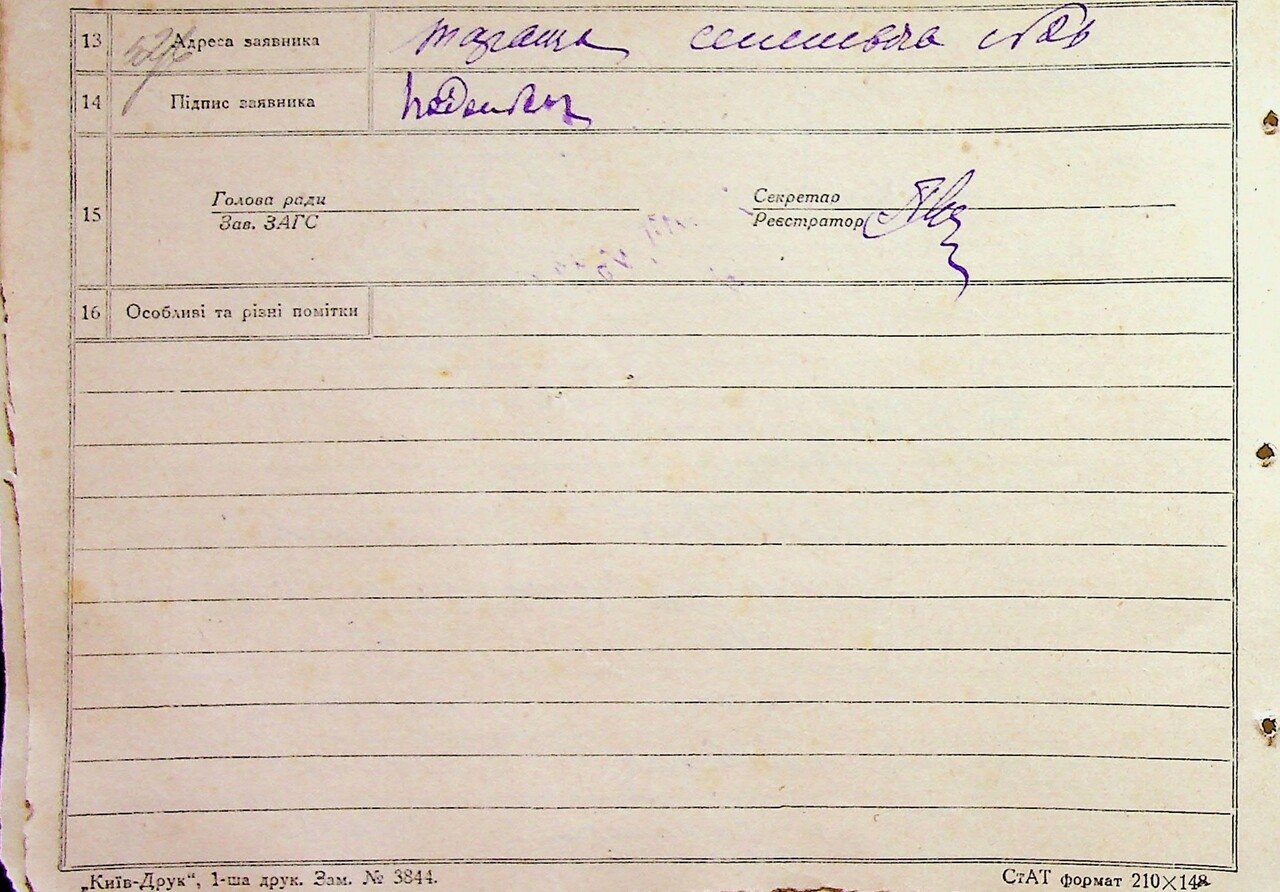 13 Адреса заявника Тараща
14 Підпис заявника
15 Голова ради Секретар
Зав. ЗАГС Реєстратор
16 Особливі та різні помітки
„Київ-Друк“, 1-ша друк. Зам. № 3844. СтАТ формат 210×148